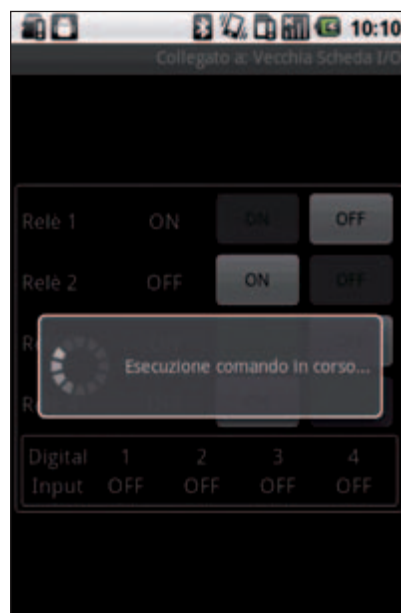 10:10
Collegato a: Vecchia Scheda I/O
Relè 1 ON ON OFF
Relè 2 OFF ON OFF
Esecuzione comando in corso...
Digital 1 2 3 4
Input OFF OFF OFF OFF